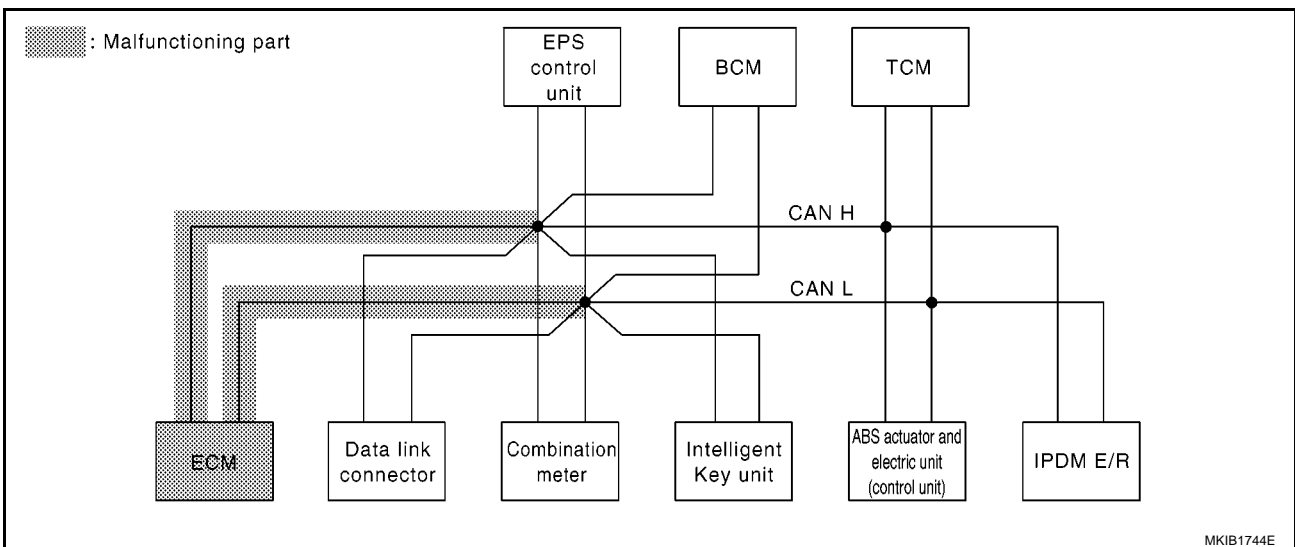 : Malfunctioning part
EPS
control
unit
BCM
TCM
CAN H
CAN L
ECM
Data link
connector
Combination
meter
Intelligent
Key unit
ABS actuator and
electric unit
(control unit)
IPDM E/R
MKIB1744E